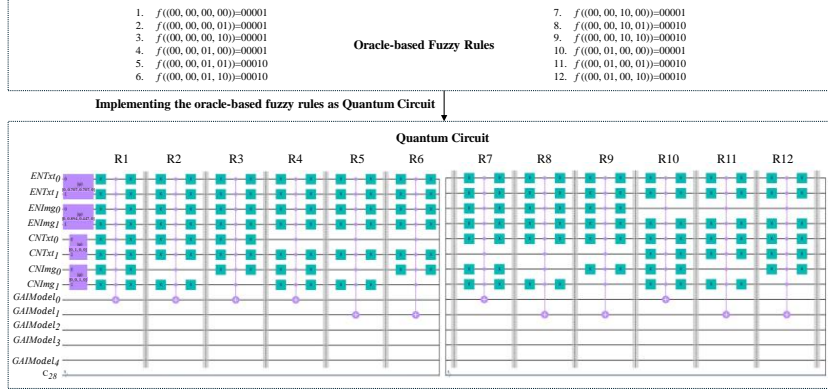 1. f((00, 00, 00, 00))=00001
2. f((00, 00, 00, 01))=00001
3. f((00, 00, 00, 10))=00001
4. f((00, 00, 01, 00))=00001
5. f((00, 00, 01, 01))=00010
6. f((00, 00, 01, 10))=00010
Oracle-based Fuzzy Rules
7. f((00, 00, 10, 00))=00001
8. f((00, 00, 10, 01))=00010
9. f((00, 00, 10, 10))=00010
10. f((00, 01, 00, 00))=00001
11. f((00, 01, 00, 01))=00010
12. f((00, 01, 00, 10))=00010
Implementing the oracle-based fuzzy rules as Quantum Circuit
Quantum Circuit
R1 R2 R3 R4 R5 R6 R7 R8 R9 R10 R11 R12
ENTxt0
ENTxt1
ENImg0
ENImg1
CNTxt0
CNTxt1
CNImg0
CNImg1
GAIModel0
GAIModel1
GAIModel2
GAIModel3
GAIModel4
C28